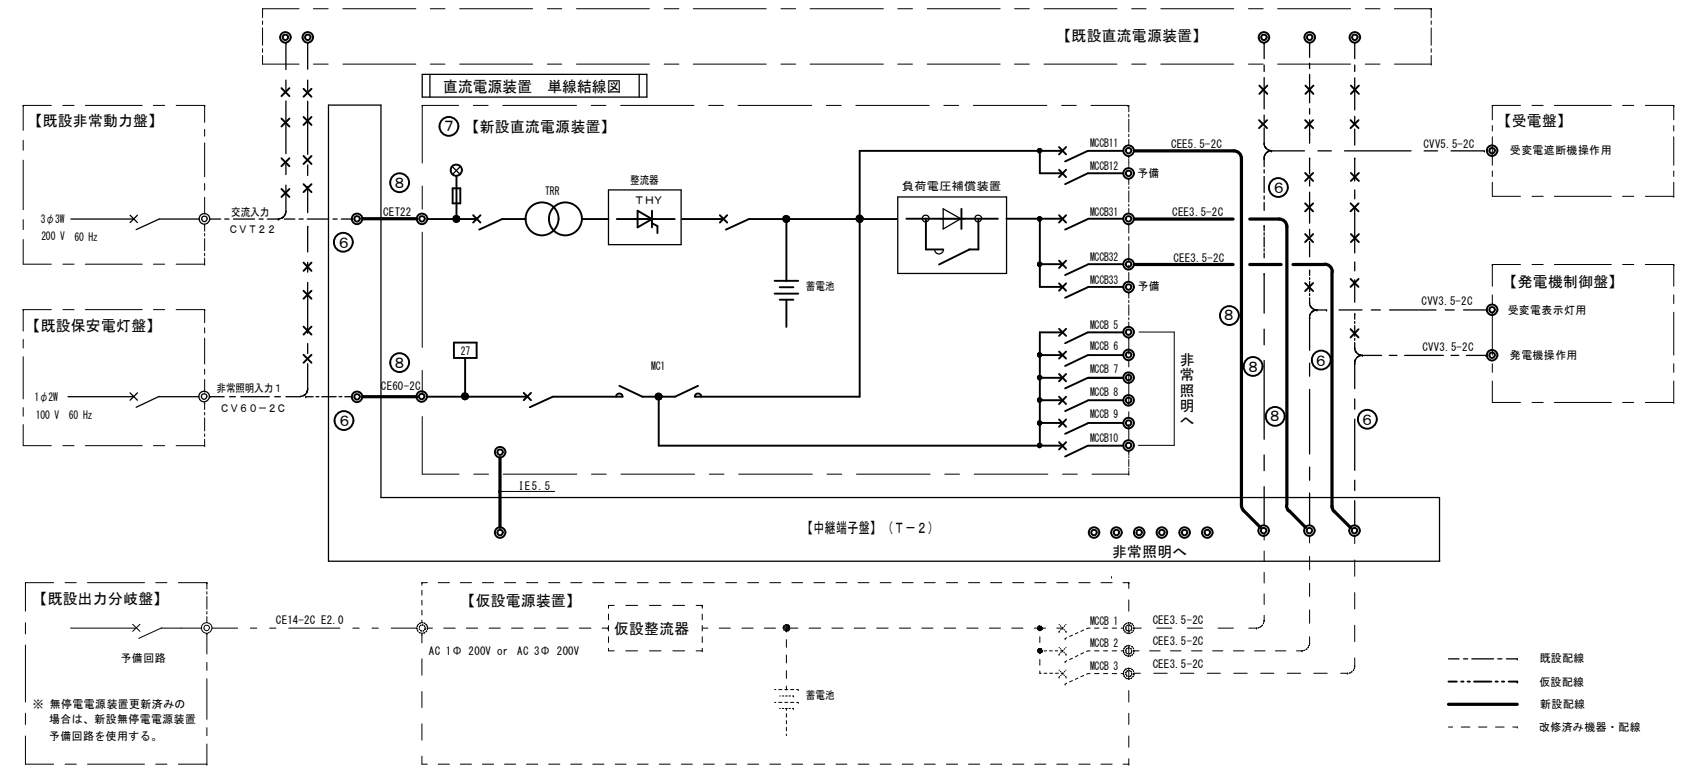 【既設直流電源装置】
直流電源装置　単線結線図
【既設非常動力盤】
3φ3W
200 V 60 Hz
交流入力
CVT22
⑥
⑧
CET22
⑦ 【新設直流電源装置】
TRR
整流器
THY
蓄電池
負荷電圧補償装置
MCCB11
MCCB12
予備
MCCB31
MCCB32
MCCB33
予備
CEE5.5-2C
CEE3.5-2C
CEE3.5-2C
【受電盤】
CVV5.5-2C
受変電遮断機操作用
⑥
【発電機制御盤】
CVV3.5-2C
受変電表示灯用
CVV3.5-2C
発電機操作用
⑧
⑥
⑧
⑧
⑥
【既設保安電灯盤】
1φ2W
100 V 60 Hz
非常照明入力1
CV60-2C
⑥
⑧
CE60-2C
27
MC1
MCCB 5
MCCB 6
MCCB 7
MCCB 8
MCCB 9
MCCB10
非常照明へ
IE5.5
【中継端子盤】（T－2）
非常照明へ
【既設出力分岐盤】
予備回路
※ 無停電電源装置更新済みの
場合は、新設無停電電源装置
予備回路を使用する。
CE14-2C E2.0
【仮設電源装置】
AC 1Φ 200V or AC 3Φ 200V
仮設整流器
蓄電池
MCCB 1
MCCB 2
MCCB 3
CEE3.5-2C
CEE3.5-2C
CEE3.5-2C
既設配線
仮設配線
新設配線
改修済み機器・配線